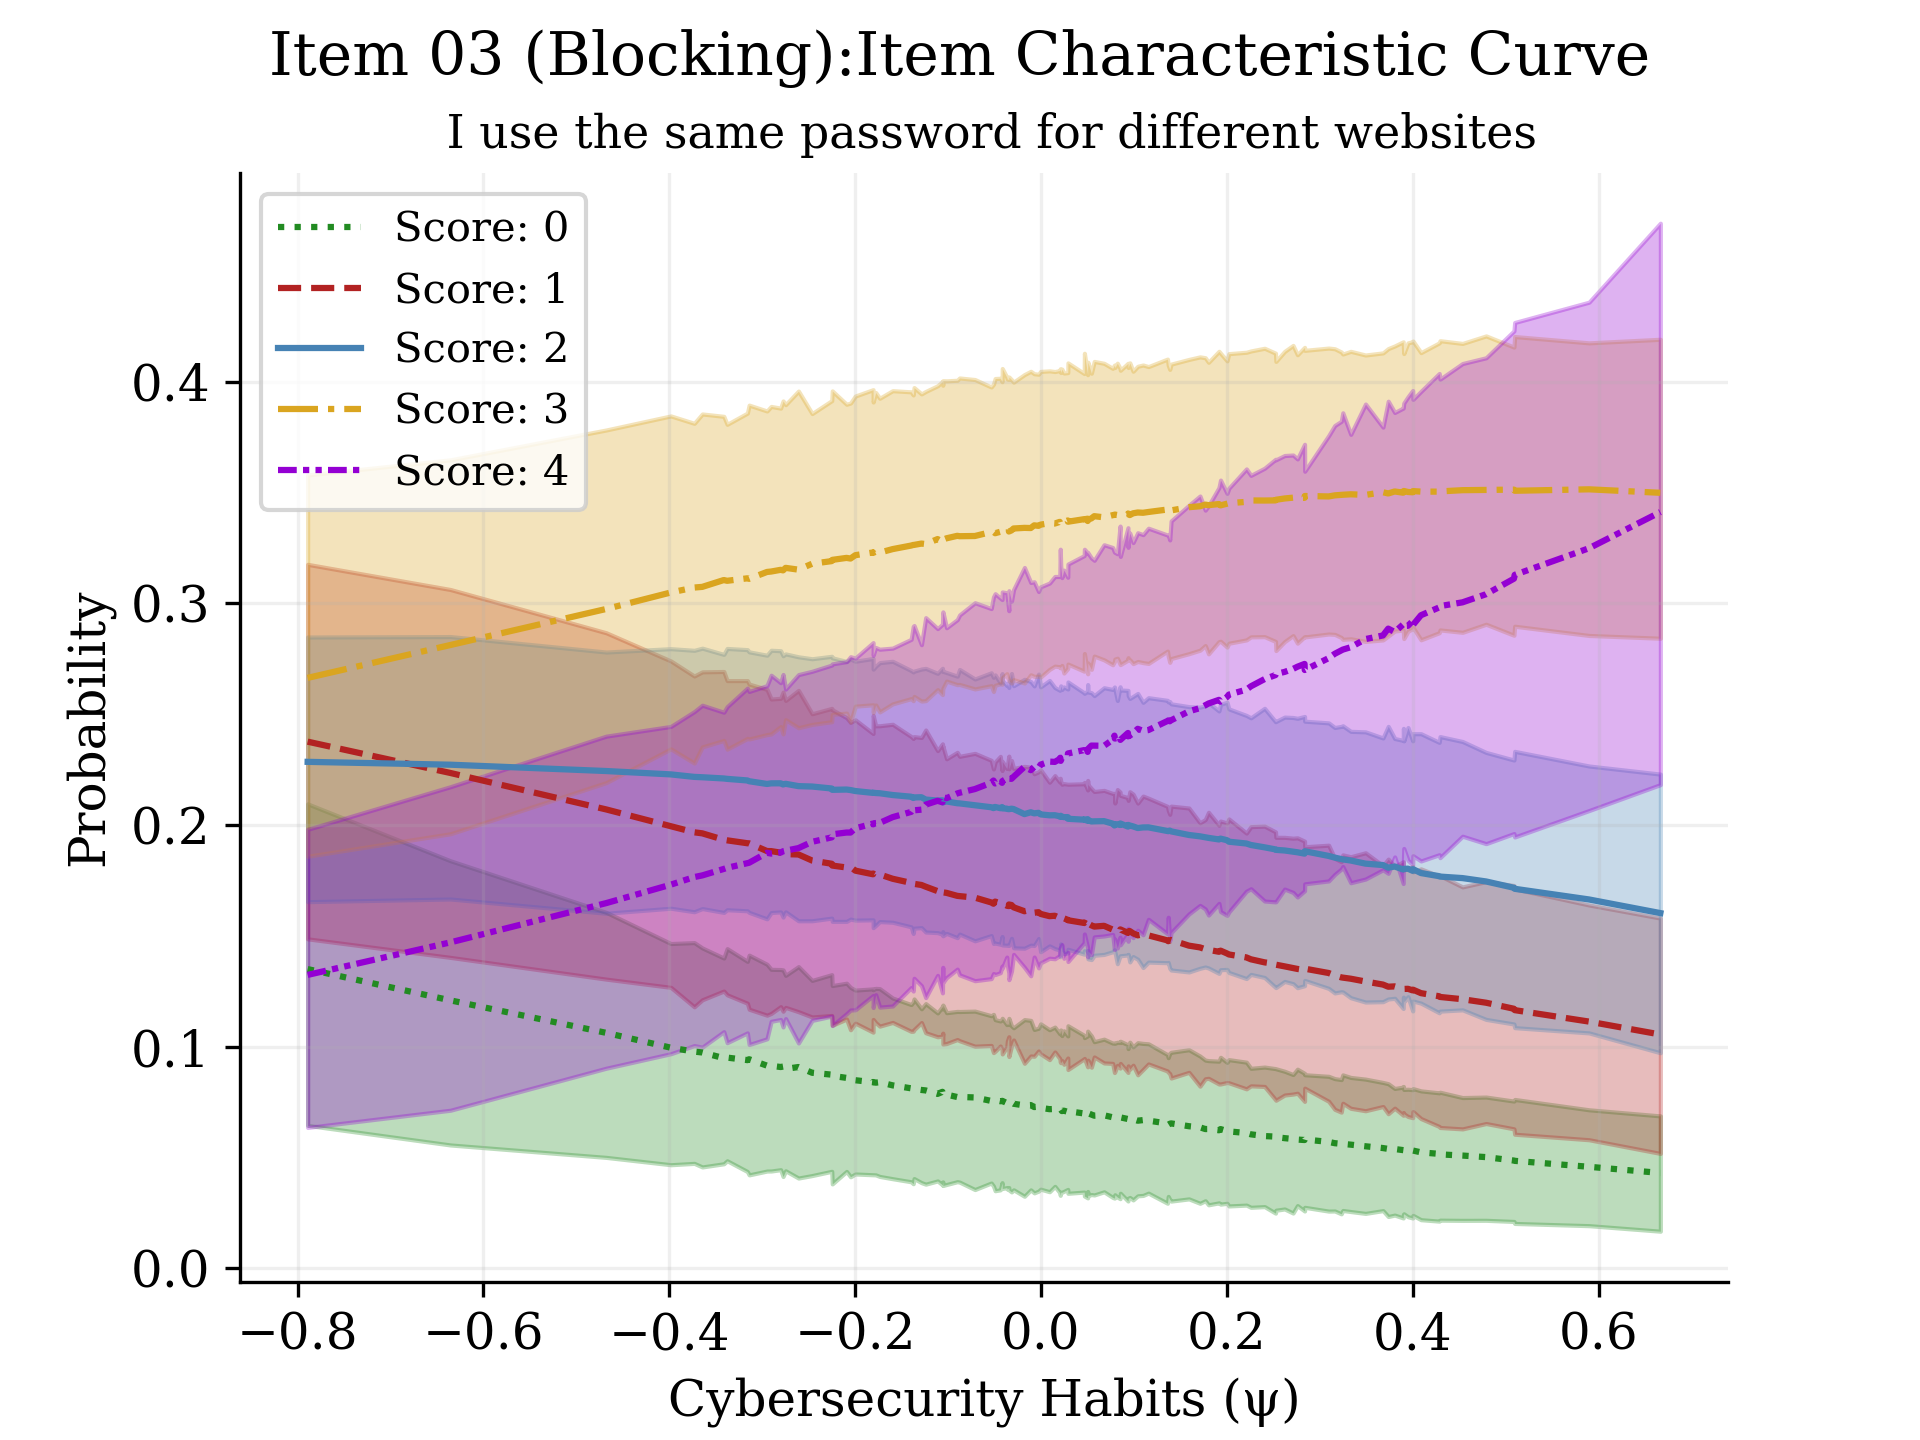 Item 03 (Blocking):Item Characteristic Curve
I use the same password for different websites
Score: 0
Score: 1
Score: 2
Score: 3
Score: 4
Probability
0.4
0.3
0.2
0.1
0.0
−0.8
−0.6
−0.4
−0.2
0.0
0.2
0.4
0.6
Cybersecurity Habits (ψ)